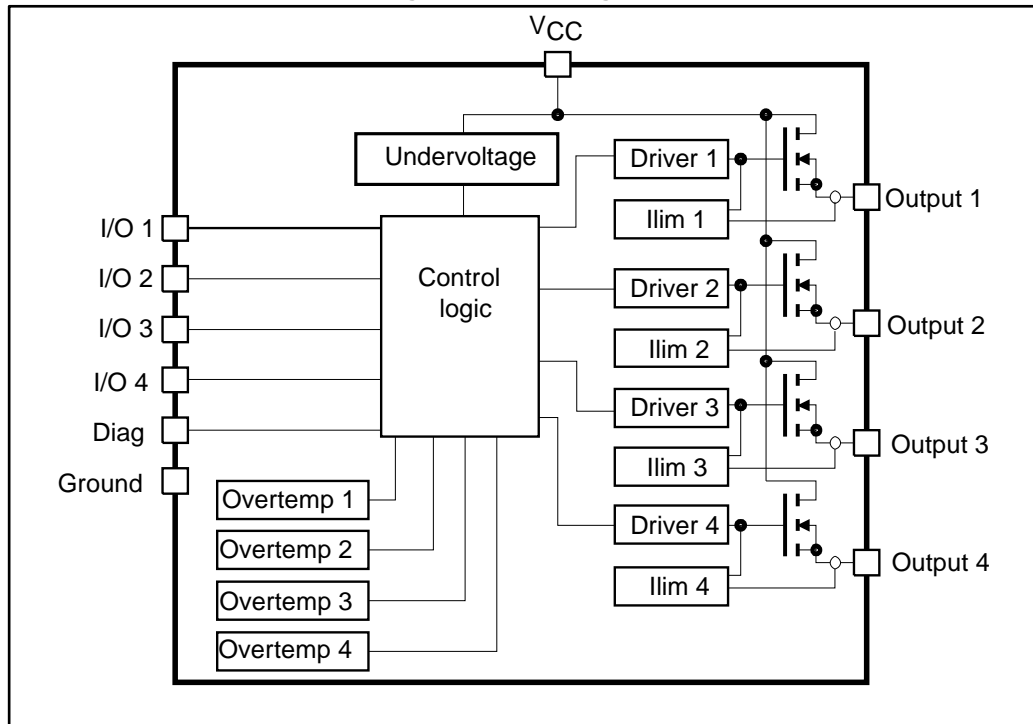 VCC
Undervoltage
Driver 1
Ilim 1
Output 1
I/O 1
I/O 2
I/O 3
I/O 4
Diag
Ground
Control
logic
Driver 2
Ilim 2
Output 2
Driver 3
Ilim 3
Output 3
Driver 4
Ilim 4
Output 4
Overtemp 1
Overtemp 2
Overtemp 3
Overtemp 4